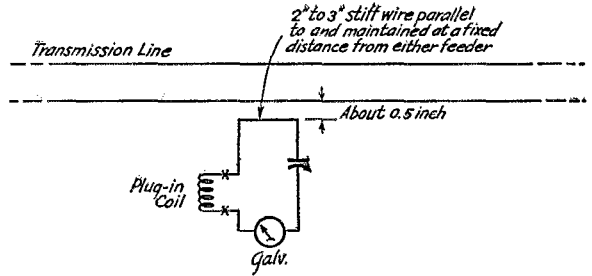 2" to 3" stiff wire parallel
to and maintained at a fixed
distance from either feeder
Transmission Line
About 0.5 inch
Plug-in
Coil
Galv.